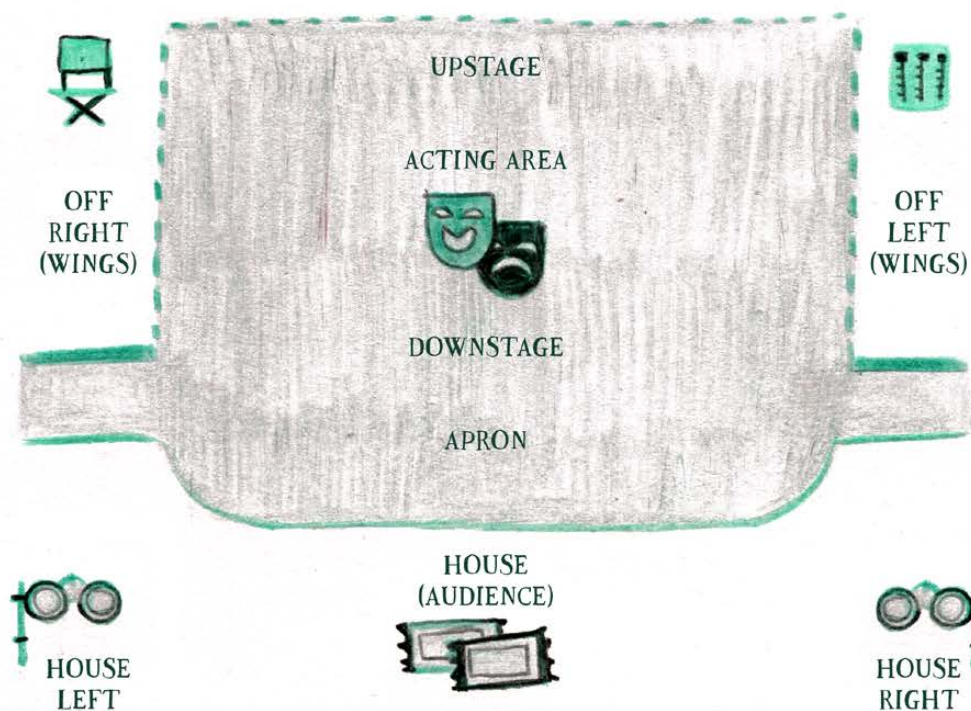 UPSTAGE
ACTING AREA
OFF
RIGHT
(WINGS)
OFF
LEFT
(WINGS)
DOWNSTAGE
APRON
HOUSE
(AUDIENCE)
HOUSE
LEFT
HOUSE
RIGHT